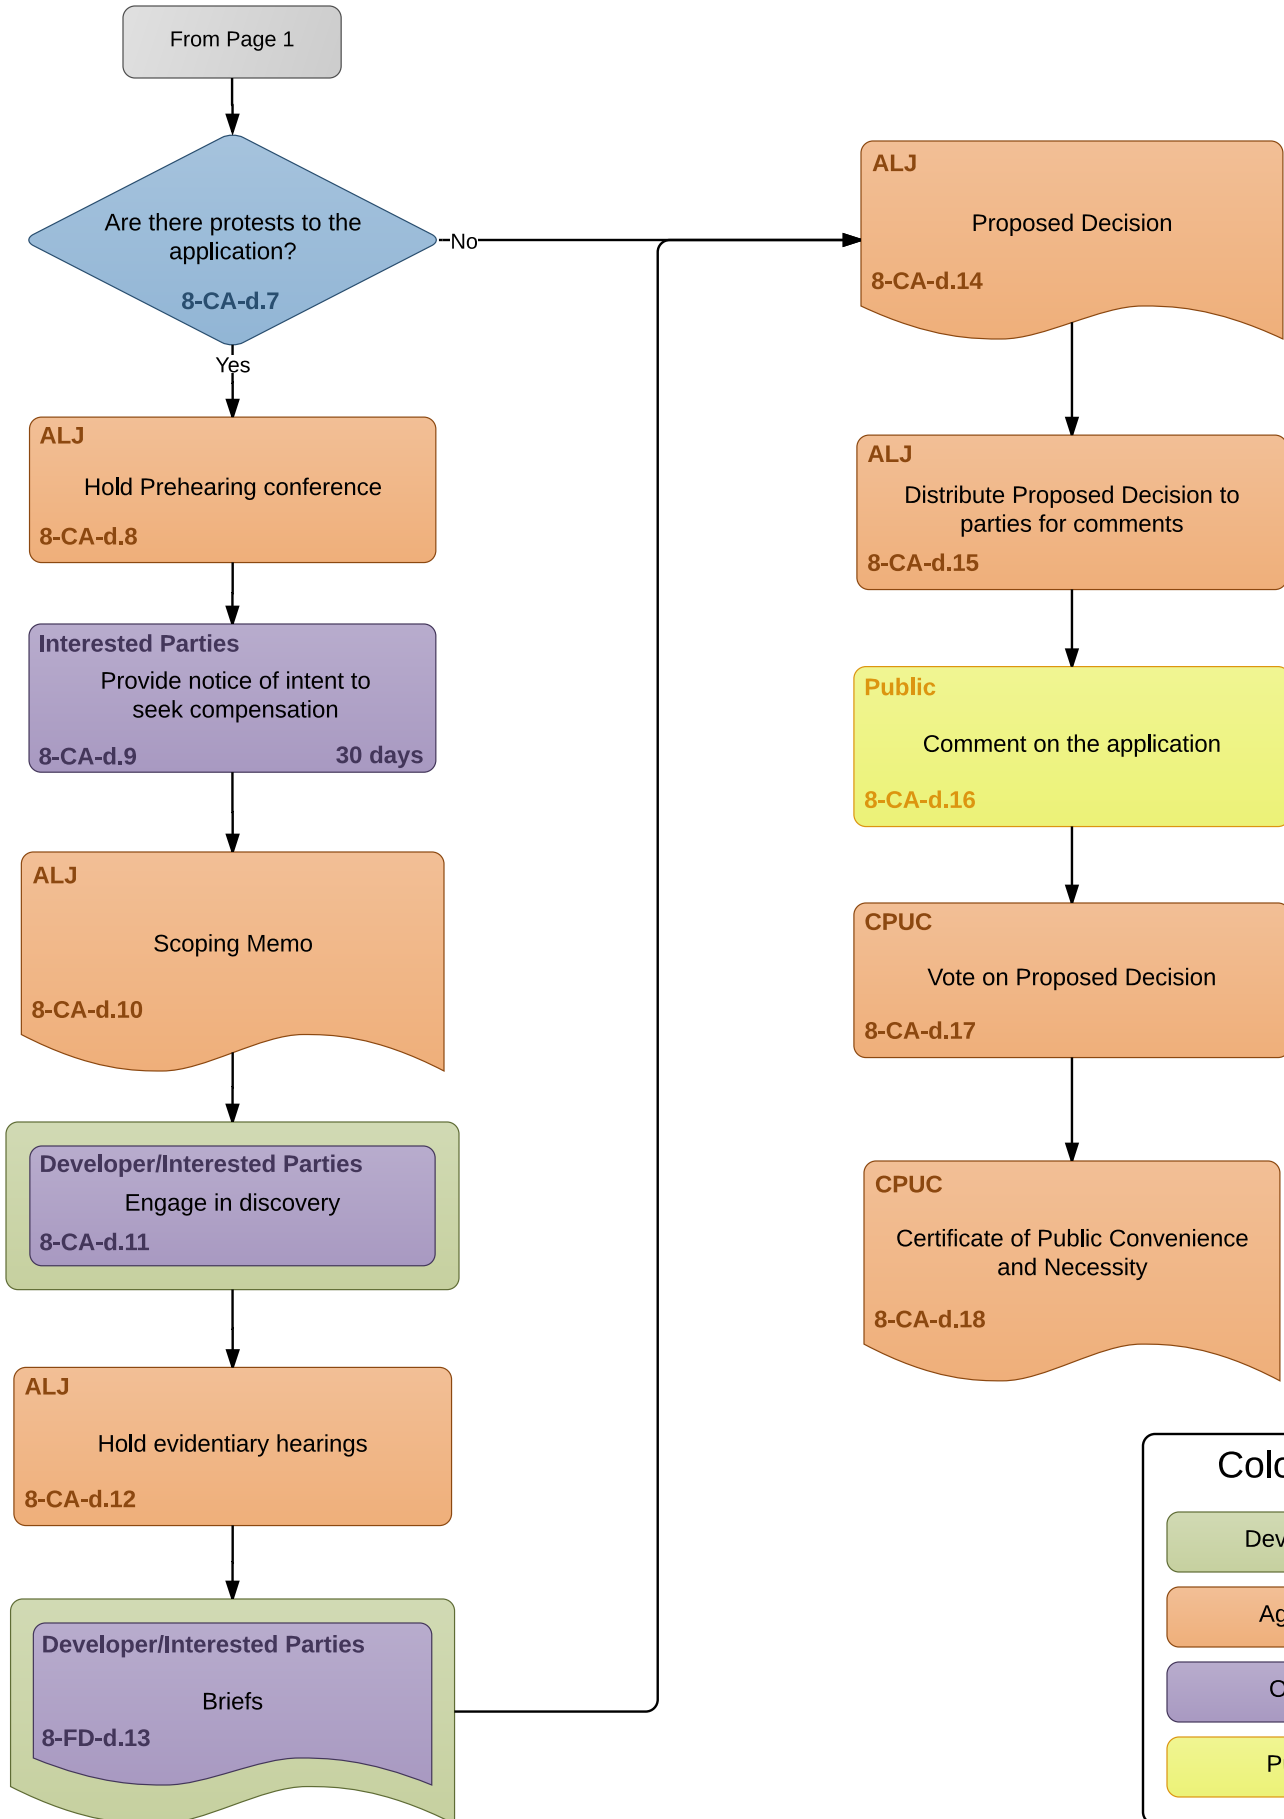 From Page 1
Are there protests to the
application?
8-CA-d.7
No
Yes
ALJ
Hold Prehearing conference
8-CA-d.8
Interested Parties
Provide notice of intent to
seek compensation
8-CA-d.9 30 days
ALJ
Scoping Memo
8-CA-d.10
Developer/Interested Parties
Engage in discovery
8-CA-d.11
ALJ
Hold evidentiary hearings
8-CA-d.12
Developer/Interested Parties
Briefs
8-FD-d.13
ALJ
Proposed Decision
8-CA-d.14
ALJ
Distribute Proposed Decision to
parties for comments
8-CA-d.15
Public
Comment on the application
8-CA-d.16
CPUC
Vote on Proposed Decision
8-CA-d.17
CPUC
Certificate of Public Convenience
and Necessity
8-CA-d.18